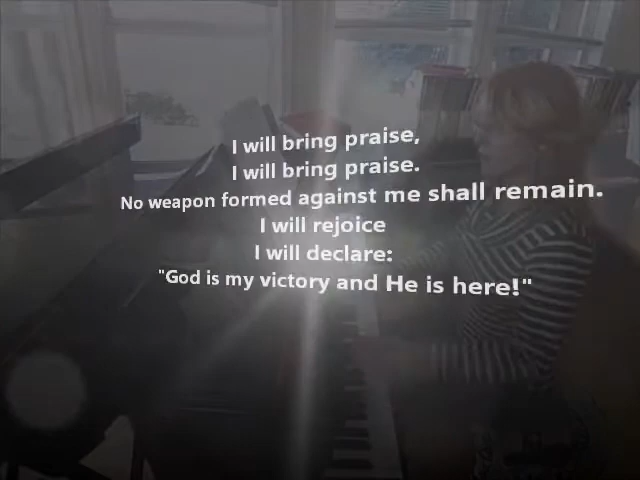 I will bring praise,
I will bring praise.
No weapon formed against me shall remain.
I will rejoice
I will declare:
"God is my victory and He is here!"